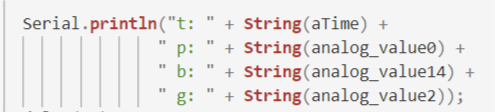 Serial.println("t: " + String(aTime) +
" p: " + String(analog_value0) +
" b: " + String(analog_value14) +
" g: " + String(analog_value2));